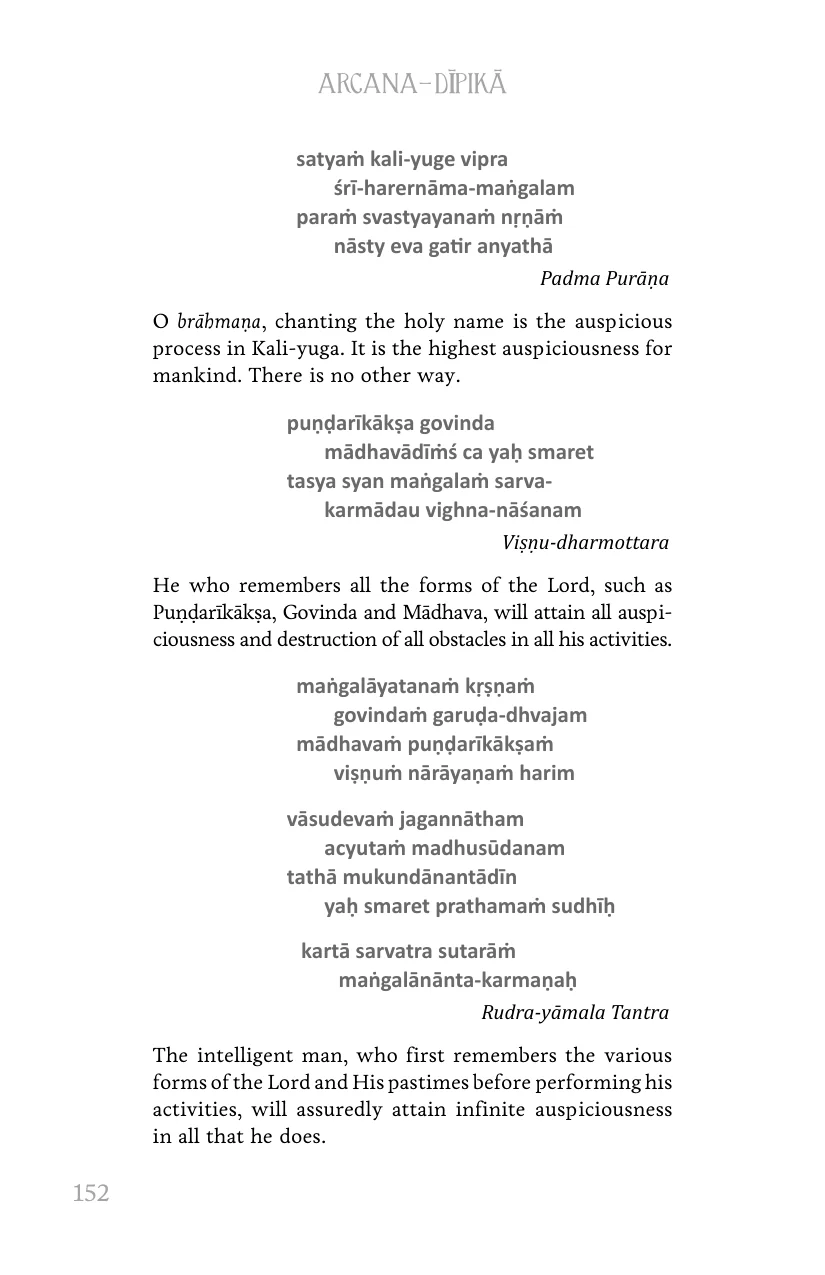 ARCANA–DĪPIKĀ
satyaṁ kali-yuge vipra
śrī-harernāma-maṅgalam
paraṁ svastyayanaṁ nṛṇāṁ
nāsty eva gatir anyathā
Padma Purāṇa
O brāhmaṇa, chanting the holy name is the auspicious
process in Kali-yuga. It is the highest auspiciousness for
mankind. There is no other way.
puṇḍarīkākṣa govinda
mādhavādīṁś ca yaḥ smaret
tasya syan maṅgalaṁ sarva-
karmādau vighna-nāśanam
Viṣṇu-dharmottara
He who remembers all the forms of the Lord, such as
Puṇḍarīkākṣa, Govinda and Mādhava, will attain all auspi-
ciousness and destruction of all obstacles in all his activities.
maṅgalāyatanaṁ kṛṣṇaṁ
govindaṁ garuḍa-dhvajam
mādhavaṁ puṇḍarīkākṣaṁ
viṣṇuṁ nārāyaṇaṁ harim
vāsudevaṁ jagannātham
acyutaṁ madhusūdanam
tathā mukundānantādīn
yaḥ smaret prathamaṁ sudhīḥ
kartā sarvatra sutarāṁ
maṅgalānānta-karmaṇaḥ
Rudra-yāmala Tantra
The intelligent man, who first remembers the various
forms of the Lord and His pastimes before performing his
activities, will assuredly attain infinite auspiciousness
in all that he does.
152